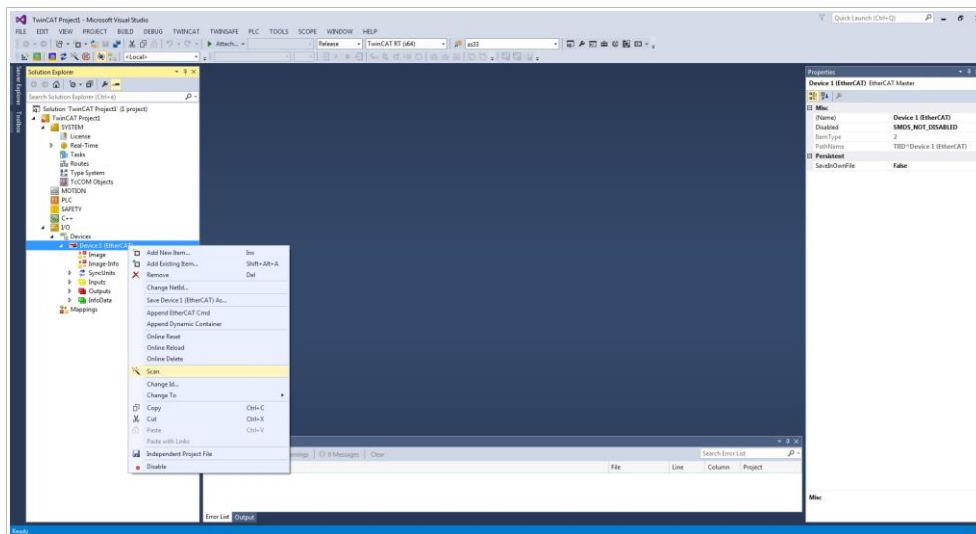 TwinCAT Project1 - Microsoft Visual Studio
Quick Launch (Ctrl+Q)
FILE EDIT VIEW PROJECT BUILD DEBUG TWINCAT TWINSAFE PLC TOOLS SCOPE WINDOW HELP
Attach... Release TwinCAT RT (x64) as33
<Local>
Server Explorer
Toolbox
Solution Explorer
Search Solution Explorer (Ctrl+è)
Solution 'TwinCAT Project1' (1 project)
TwinCAT Project1
SYSTEM
License
Real-Time
Tasks
Routes
Type System
TcCOM Objects
MOTION
PLC
SAFETY
C++
I/O
Devices
Device 1 (EtherCAT)
Image
Image-Info
SyncUnits
Inputs
Outputs
InfoData
Mappings
Add New Item... Ins
Add Existing Item... Shift+Alt+A
Remove Del
Change NetId...
Save Device 1 (EtherCAT) As...
Append EtherCAT Cmd
Append Dynamic Container
Online Reset
Online Reload
Online Delete
Scan
Change Id...
Change To
Copy Ctrl+C
Cut Ctrl+X
Paste Ctrl+V
Paste with Links
Independent Project File
Disable
0 Messages Clear
Search Error List
File Line Column Project
Error List Output
Properties
Device 1 (EtherCAT) EtherCAT Master
Misc
(Name) Device 1 (EtherCAT)
Disabled SMDS_NOT_DISABLED
ItemType 2
PathName TIID^Device 1 (EtherCAT)
Persistent
SaveInOwnFile False
Misc
Ready